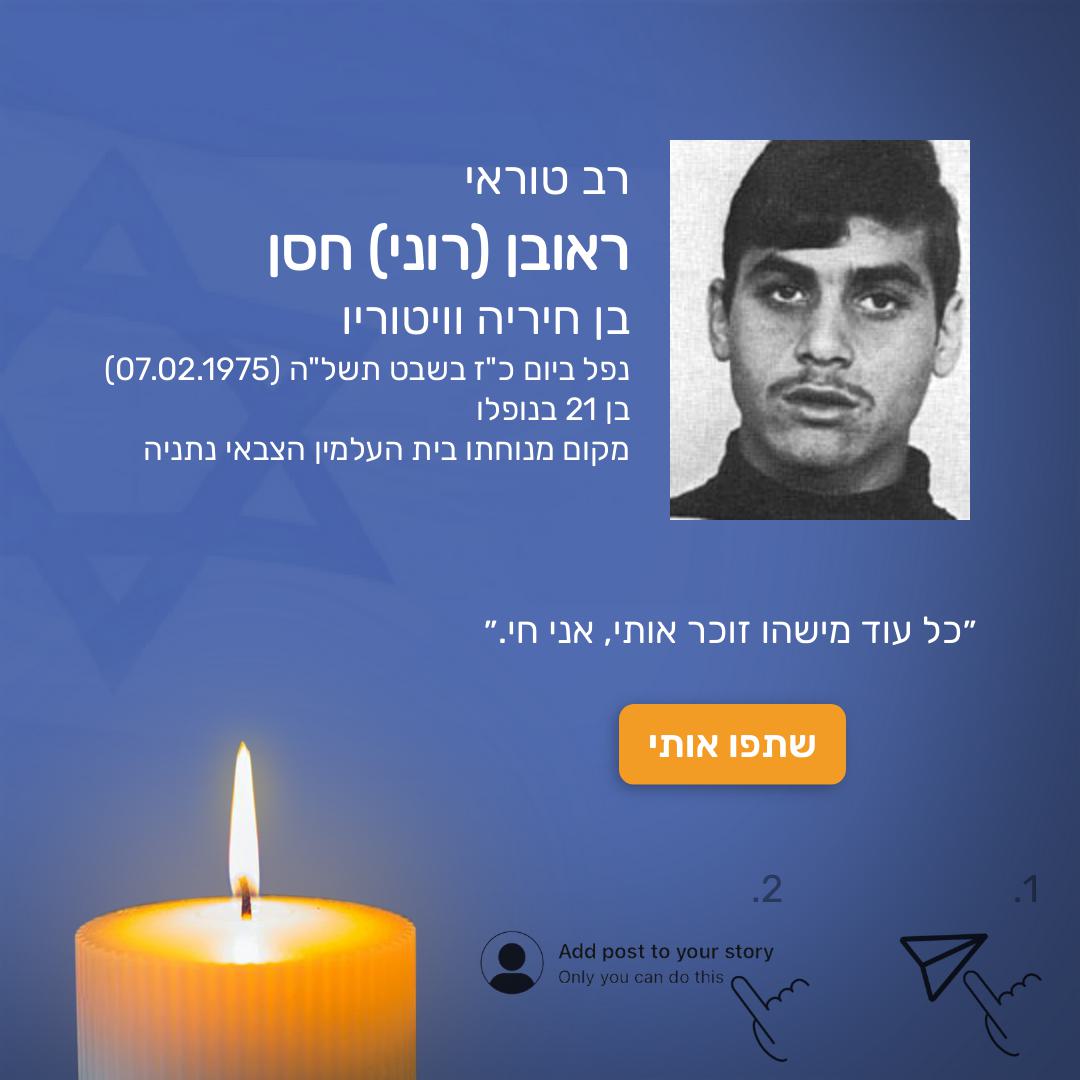 רב טוראי
ראובן (רוני) חסן
בן חיריה וויטוריו
נפל ביום כ"ז בשבט תשל"ה (07.02.1975)
בן 21 בנופלו
מקום מנוחתו בית העלמין הצבאי נתניה
״כל עוד מישהו זוכר אותי, אני חי.״
שתפו אותי
.1
.2
Add post to your story
Only you can do this